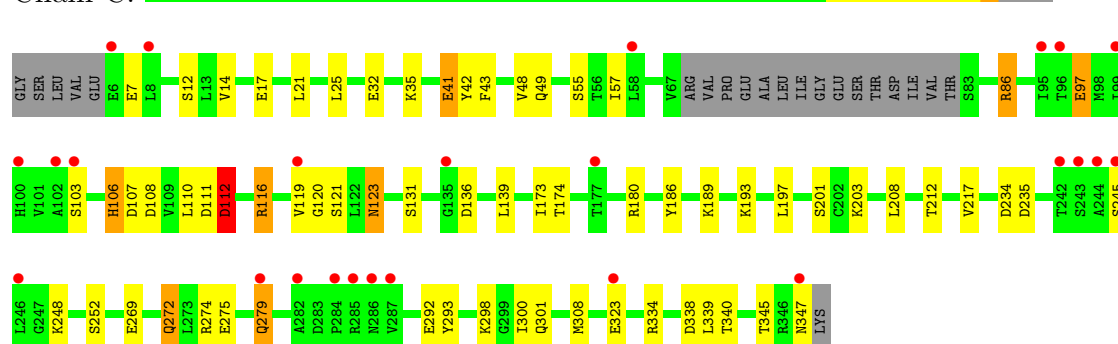 GLY SER LEU VAL GLU E6 E7 L8 S12 L13 V14 E17 L21 L25 E32 K35 E41 Y42 F43 V48 Q49 S55 T56 I57 L58 V67 ARG VAL PRO GLU ALA LEU ILE GLY GLU SER THR ASP ILE VAL THR S83 R86 I95 T96 E97 M98 I99
H100 V101 A102 S103 H106 D107 D108 V109 L110 D111 D112 R116 V119 G120 S121 L122 N123 S131 G135 D136 L139 I173 T174 T177 R180 Y186 K189 K193 L197 S201 C202 K203 L208 T212 V217 D234 D235 T242 S243 A244 S245
L246 G247 K248 S252 E269 Q272 L273 R274 E275 Q279 A282 D283 P284 R285 N286 V287 E292 Y293 K298 G299 I300 Q301 M308 E323 R334 D338 L339 T340 T345 R346 N347 LYS